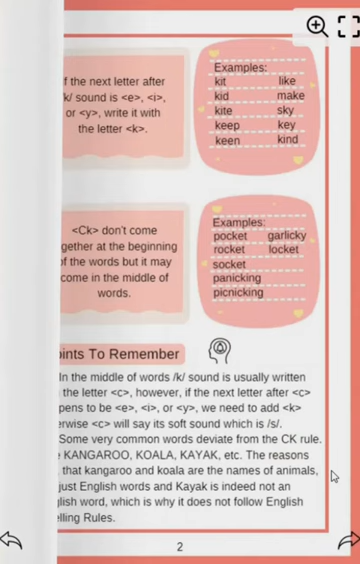 f the next letter after
k/ sound is <e>, <i>,
or <y>, write it with
the letter <k>.
Examples:
kit like
kid make
kite sky
keep key
keen kind
<Ck> don't come
gether at the beginning
of the words but it may
come in the middle of
words.
Examples:
pocket garlicky
rocket locket
socket
panicking
picnicking
oints To Remember
In the middle of words /k/ sound is usually written
the letter <c>, however, if the next letter after <c>
pens to be <e>, <i>, or <y>, we need to add <k>
erwise <c> will say its soft sound which is /s/.
Some very common words deviate from the CK rule.
KANGAROO, KOALA, KAYAK, etc. The reasons
that kangaroo and koala are the names of animals,
just English words and Kayak is indeed not an
glish word, which is why it does not follow English
elling Rules.
2